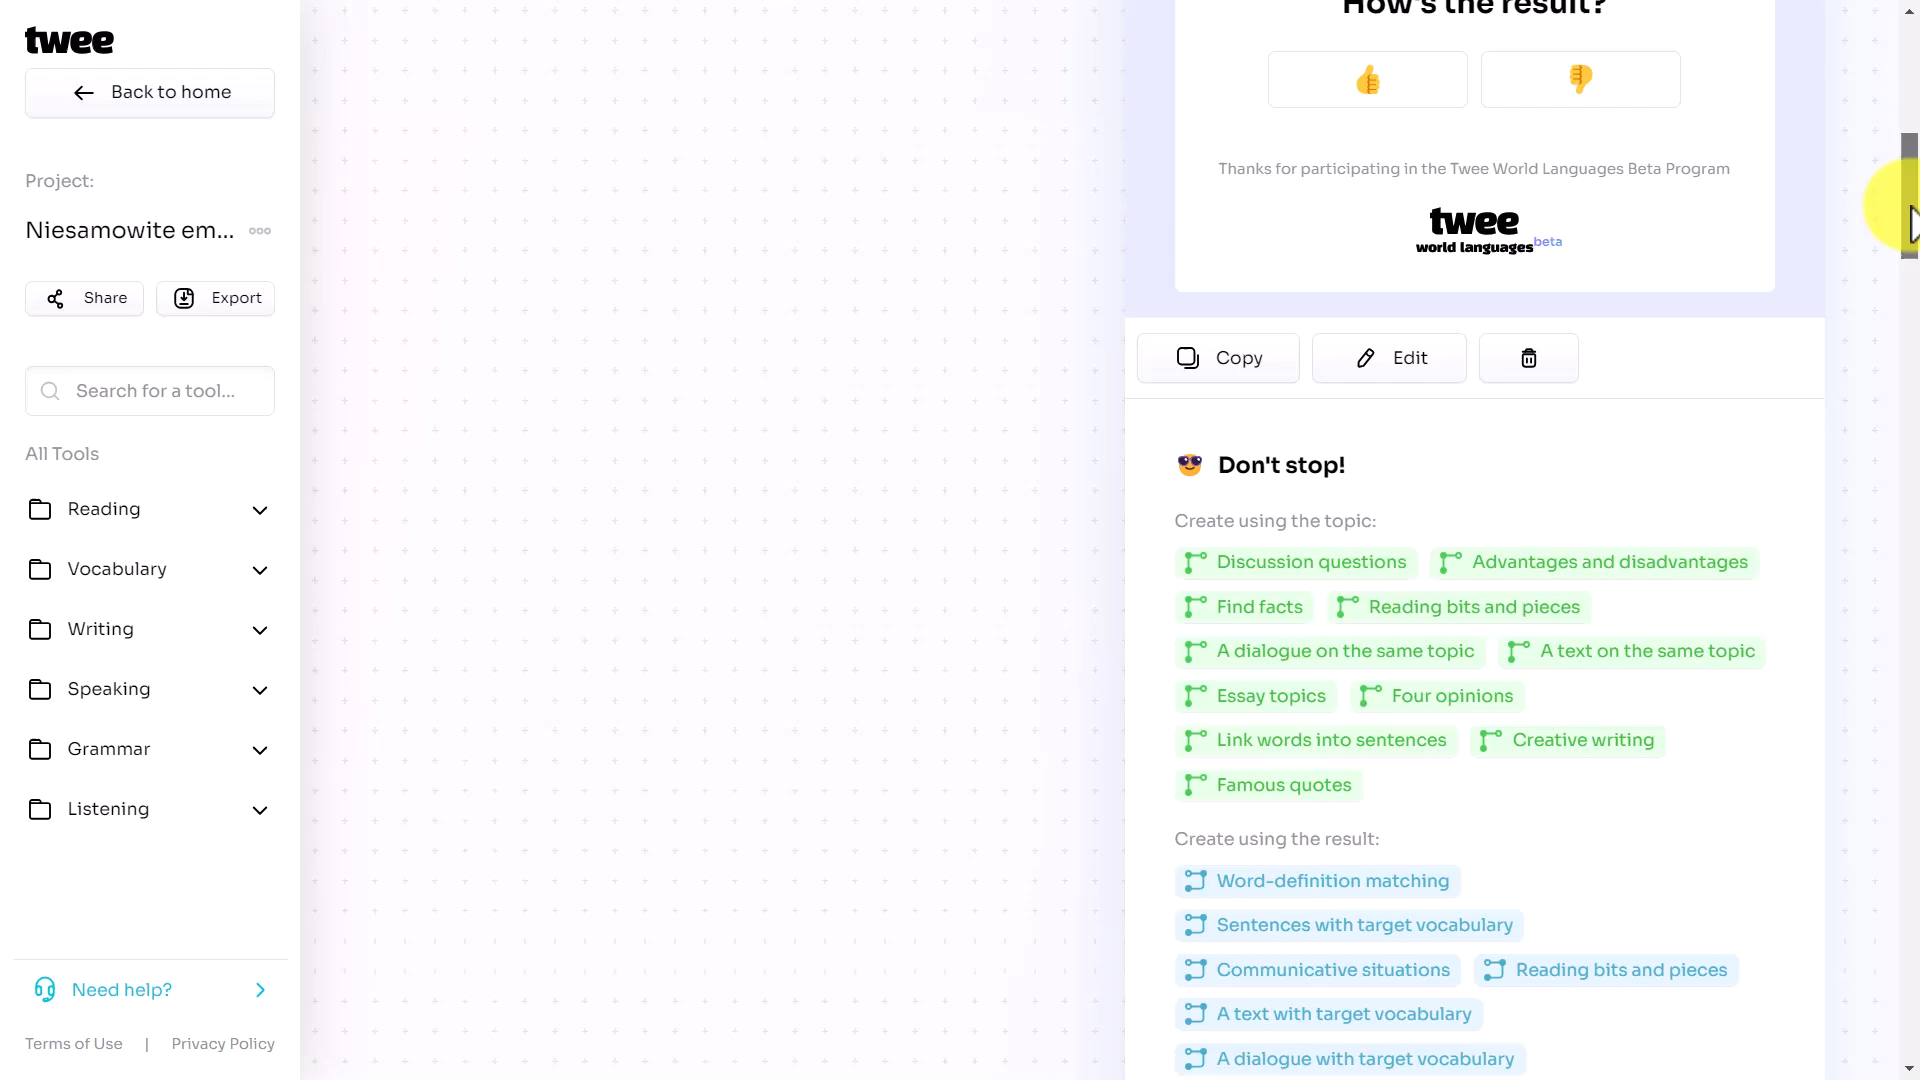 twee
Back to home
Project:
Niesamowite em...
Share
Export
Search for a tool...
All Tools
Reading
Vocabulary
Writing
Speaking
Grammar
Listening
Need help?
Terms of Use | Privacy Policy
How's the result?
Thanks for participating in the Twee World Languages Beta Program
twee
world languages beta
Copy
Edit
Don't stop!
Create using the topic:
Discussion questions
Advantages and disadvantages
Find facts
Reading bits and pieces
A dialogue on the same topic
A text on the same topic
Essay topics
Four opinions
Link words into sentences
Creative writing
Famous quotes
Create using the result:
Word-definition matching
Sentences with target vocabulary
Communicative situations
Reading bits and pieces
A text with target vocabulary
A dialogue with target vocabulary